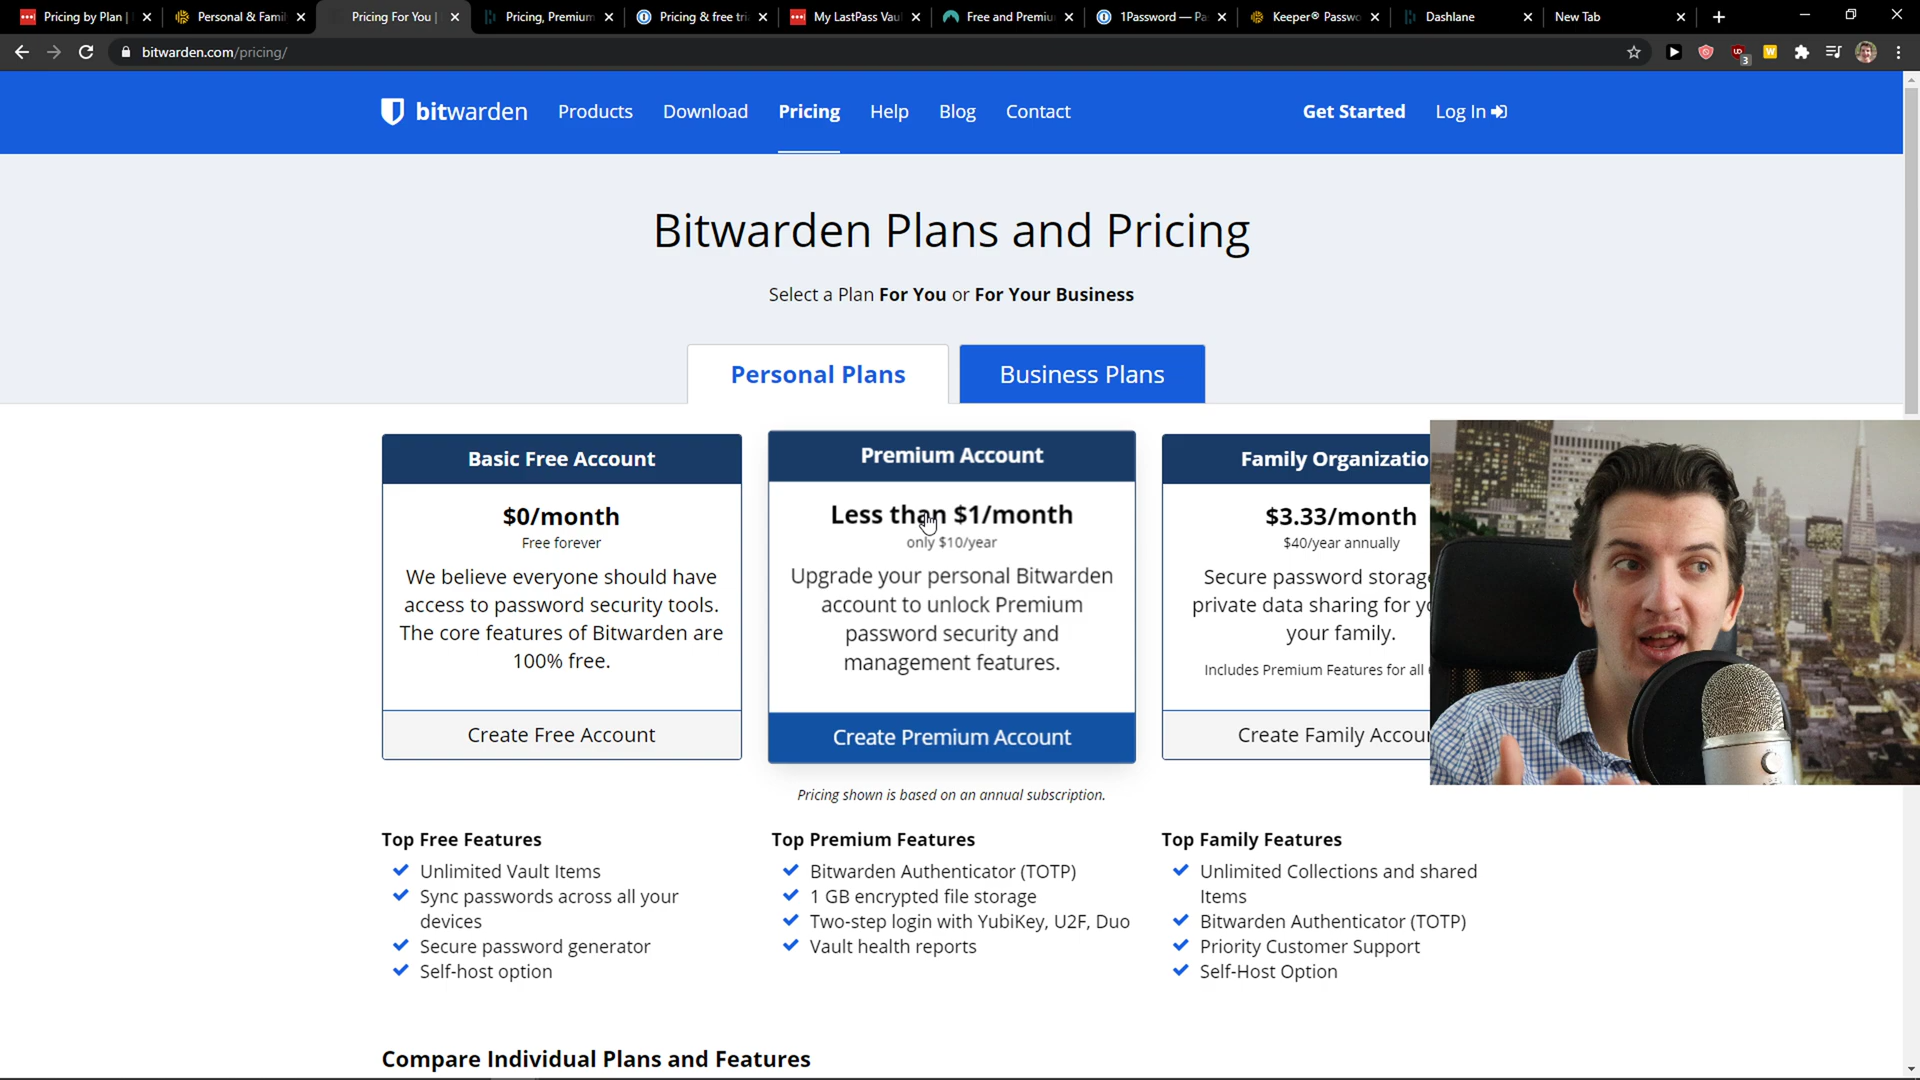 Pricing by Plan |
Personal & Famil
Pricing For You |
Pricing, Premium
Pricing & free tri
My LastPass Vau
Free and Premiu
1Password — Pa
Keeper® Passwo
Dashlane
New Tab
bitwarden.com/pricing/
3
bitwarden
Products
Download
Pricing
Help
Blog
Contact
Get Started
Log In
Bitwarden Plans and Pricing
Select a Plan For You or For Your Business
Personal Plans
Business Plans
Basic Free Account
$0/month
Free forever
We believe everyone should have
access to password security tools.
The core features of Bitwarden are
100% free.
Create Free Account
Premium Account
Less than $1/month
only $10/year
Upgrade your personal Bitwarden
account to unlock Premium
password security and
management features.
Create Premium Account
Family Organizatio
$3.33/month
$40/year annually
Secure password storag
private data sharing for yo
your family.
Includes Premium Features for all
Create Family Accou
Pricing shown is based on an annual subscription.
Top Free Features
Unlimited Vault Items
Sync passwords across all your
devices
Secure password generator
Self-host option
Top Premium Features
Bitwarden Authenticator (TOTP)
1 GB encrypted file storage
Two-step login with YubiKey, U2F, Duo
Vault health reports
Top Family Features
Unlimited Collections and shared
Items
Bitwarden Authenticator (TOTP)
Priority Customer Support
Self-Host Option
Compare Individual Plans and Features